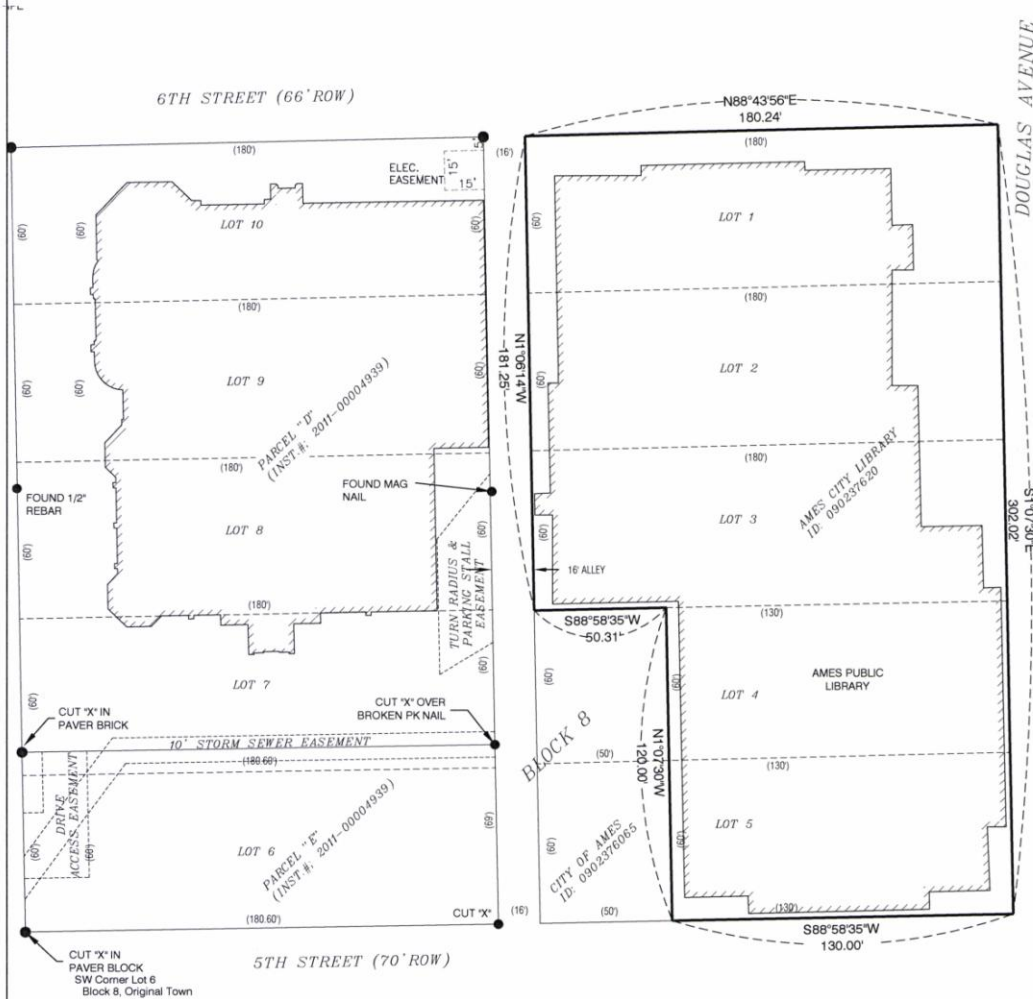 6TH STREET (66' ROW)
DOUGLAS AVENUE
N88°43'56"E
180.24'
(180')
5'
(16')
(180')
ELEC.
EASEMENT
15'
15'
LOT 10
(60')
(60')
(60')
(60')
LOT 1
(180')
(180')
N1°06'14"W
181.25'
LOT 9
(60')
(60')
(60')
(60')
LOT 2
PARCEL "D"
(INST.#: 2011-00004939)
(180')
(180')
FOUND 1/2"
REBAR
FOUND MAG
NAIL
LOT 8
(60')
(60')
(60')
LOT 3
AMES CITY LIBRARY
ID: 090237620
S1°07'30"E
302.02'
TURN RADIUS &
PARKING STALL
EASEMENT
16' ALLEY
(180')
(130')
S88°58'35"W
50.31'
LOT 7
(60')
(60')
(60')
(60')
LOT 4
AMES PUBLIC
LIBRARY
CUT "X" IN
PAVER BRICK
CUT "X" OVER
BROKEN PK NAIL
BLOCK 8
N1°07'30"W
120.00'
10' STORM SEWER EASEMENT
(180.60')
(50')
(130')
DRIVE
ACCESS EASEMENT
(60')
(60')
(69')
(60')
(60')
LOT 6
PARCEL "E"
(INST.#: 2011-00004939)
LOT 5
CITY OF AMES
ID: 0902376065
(180.60')
CUT "X"
(16')
(50')
(130')
S88°58'35"W
130.00'
CUT "X" IN
PAVER BLOCK
SW Corner Lot 6
Block 8, Original Town
5TH STREET (70' ROW)